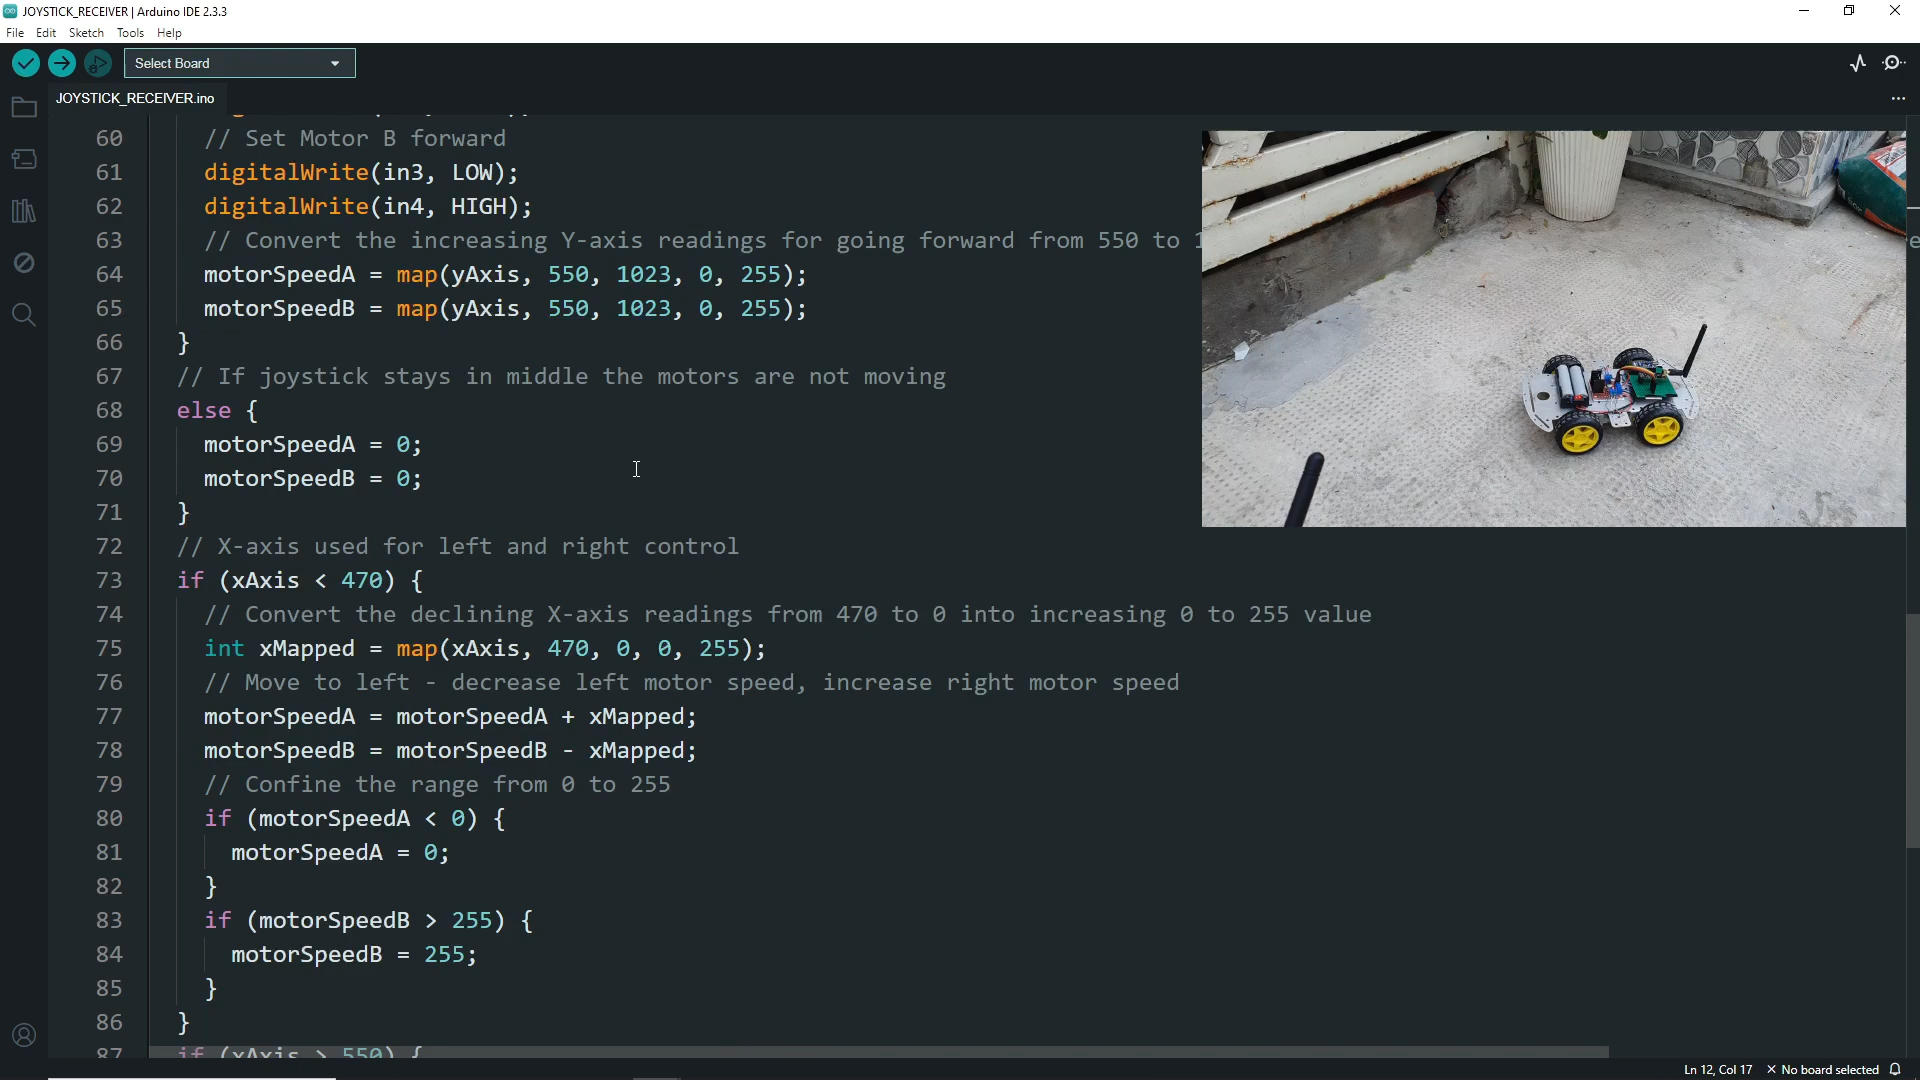 JOYSTICK_RECEIVER | Arduino IDE 2.3.3
File Edit Sketch Tools Help
Select Board
JOYSTICK_RECEIVER.ino
60 // Set Motor B forward
61 digitalWrite(in3, LOW);
62 digitalWrite(in4, HIGH);
63 // Convert the increasing Y-axis readings for going forward from 550 to
64 motorSpeedA = map(yAxis, 550, 1023, 0, 255);
65 motorSpeedB = map(yAxis, 550, 1023, 0, 255);
66 }
67 // If joystick stays in middle the motors are not moving
68 else {
69 motorSpeedA = 0;
70 motorSpeedB = 0;
71 }
72 // X-axis used for left and right control
73 if (xAxis < 470) {
74 // Convert the declining X-axis readings from 470 to 0 into increasing 0 to 255 value
75 int xMapped = map(xAxis, 470, 0, 0, 255);
76 // Move to left - decrease left motor speed, increase right motor speed
77 motorSpeedA = motorSpeedA + xMapped;
78 motorSpeedB = motorSpeedB - xMapped;
79 // Confine the range from 0 to 255
80 if (motorSpeedA < 0) {
81 motorSpeedA = 0;
82 }
83 if (motorSpeedB > 255) {
84 motorSpeedB = 255;
85 }
86 }
87 if (xAxis > 550) {
Ln 12, Col 17 × No board selected